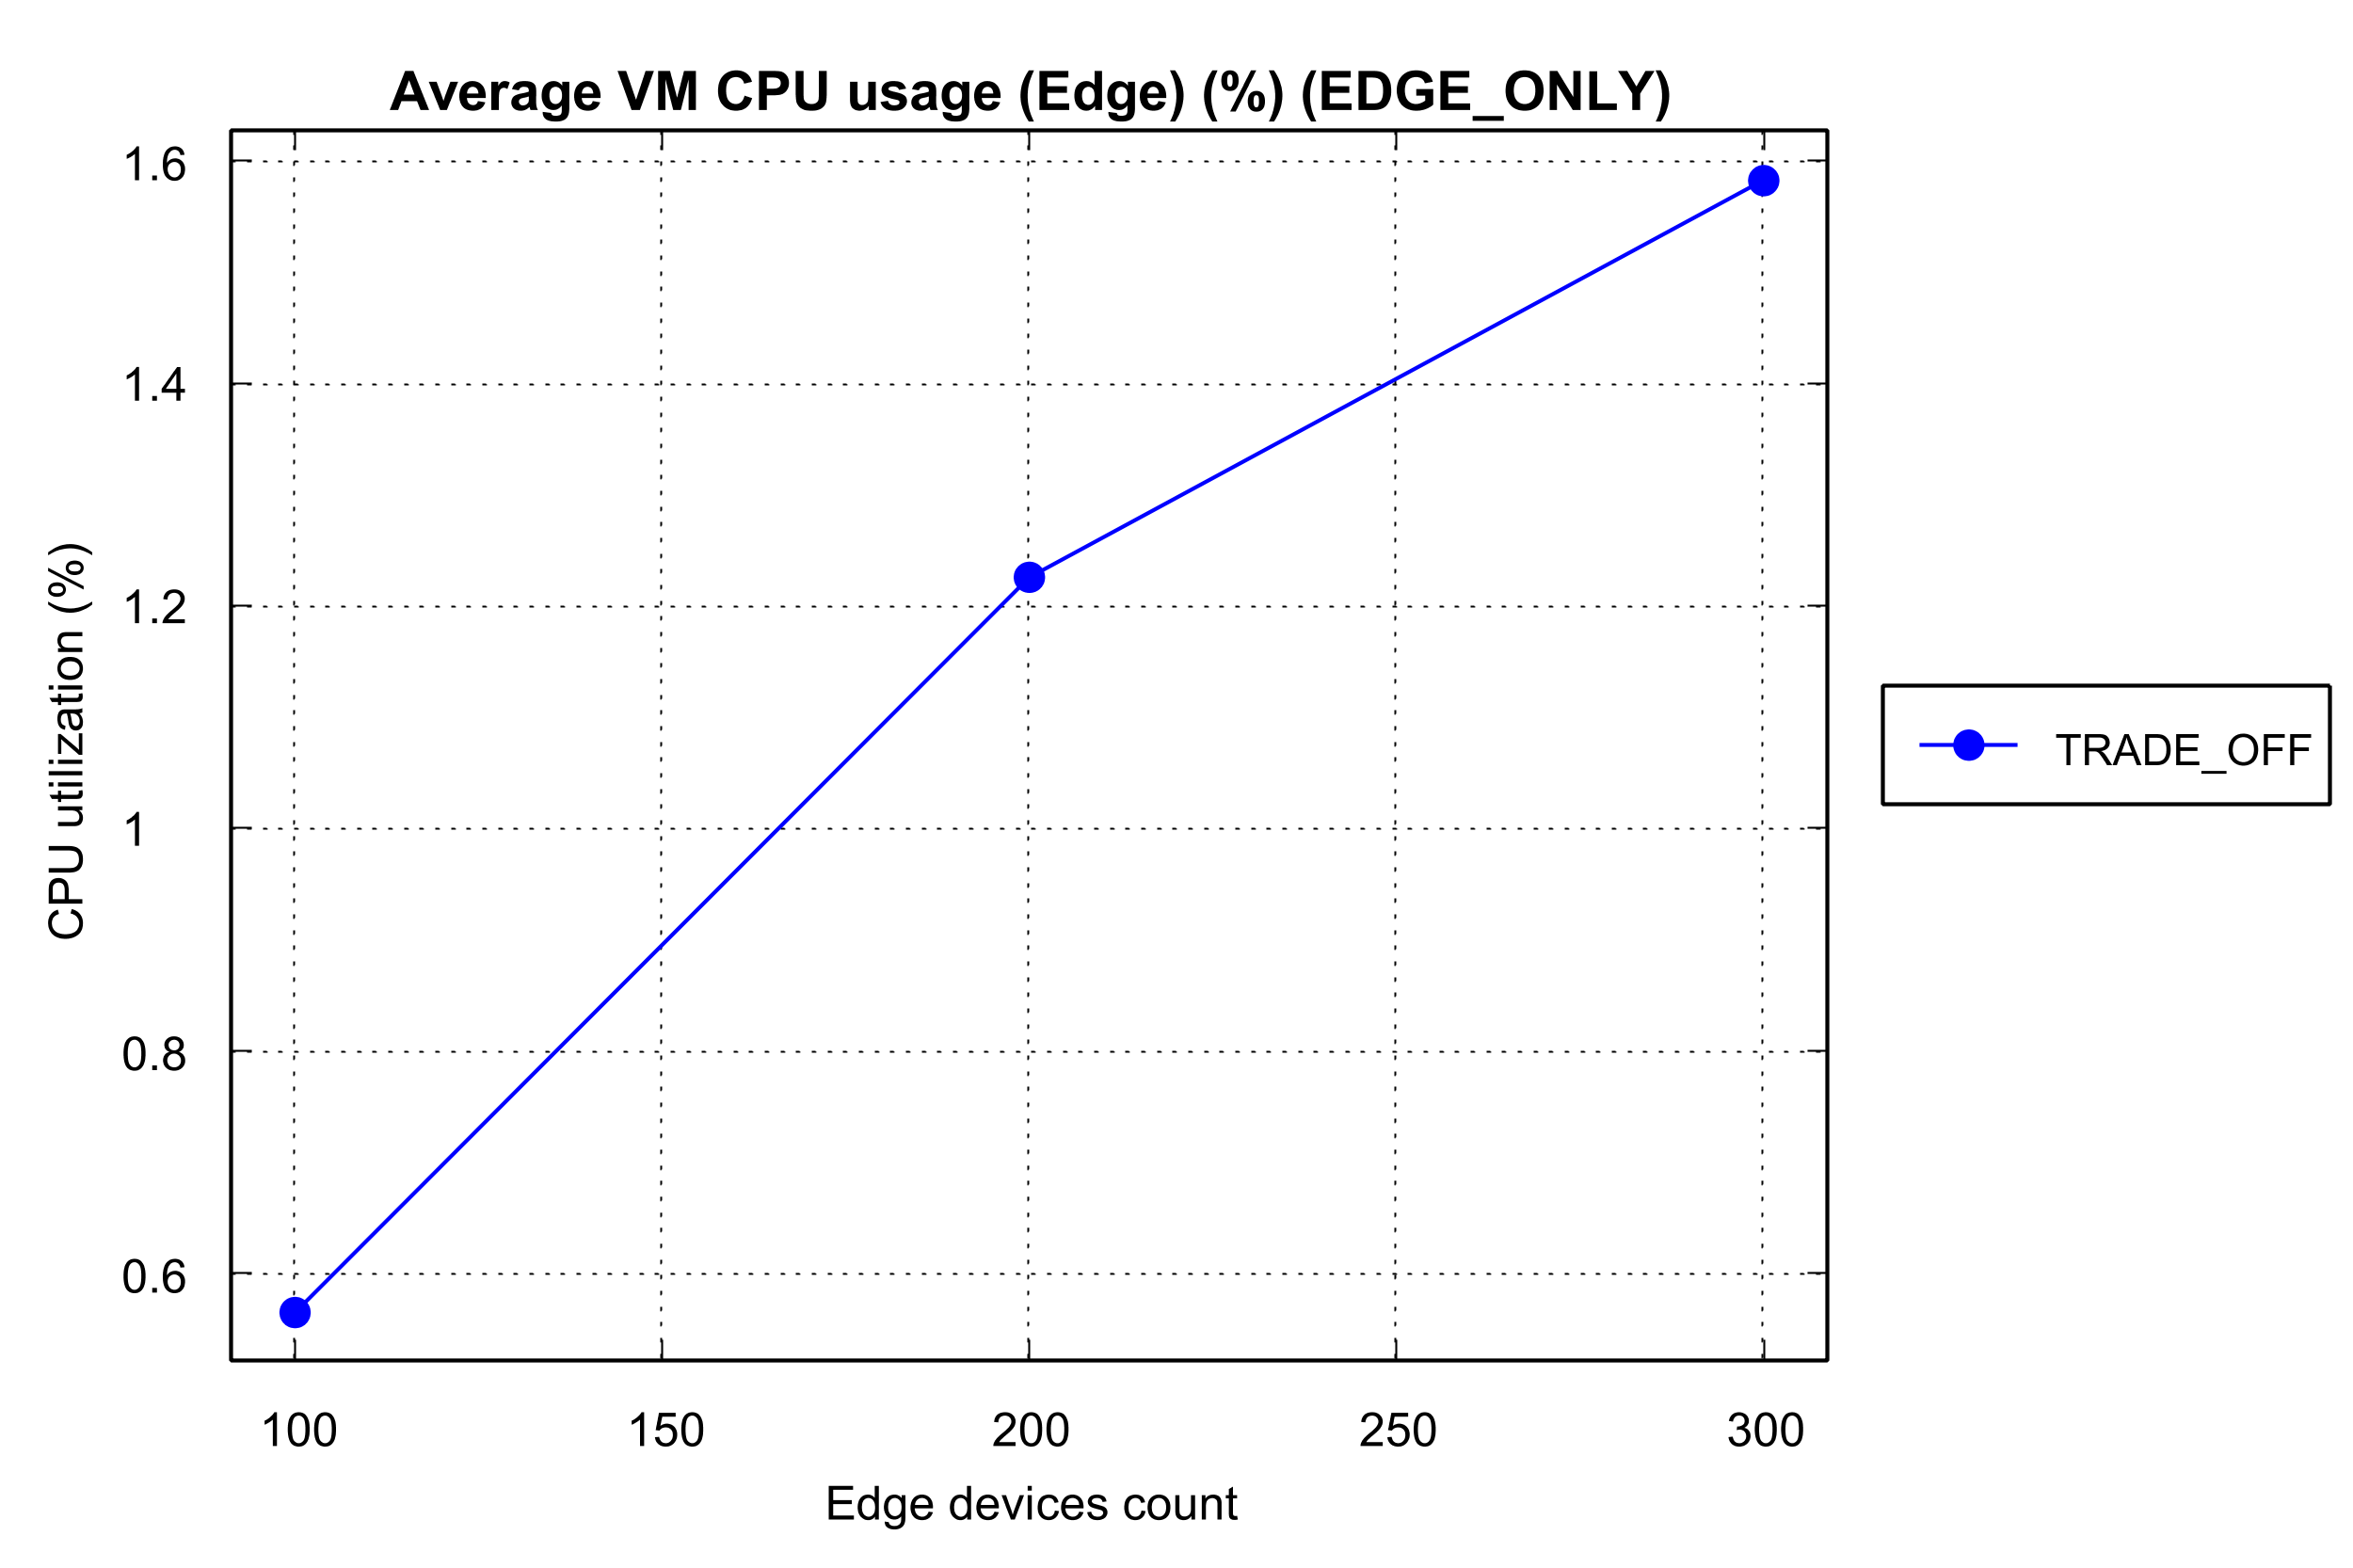 Average VM CPU usage (Edge) (%) (EDGE_ONLY)
1.6
1.4
1.2
1
0.8
0.6
CPU utilization (%)
TRADE_OFF
100 150 200 250 300
Edge devices count